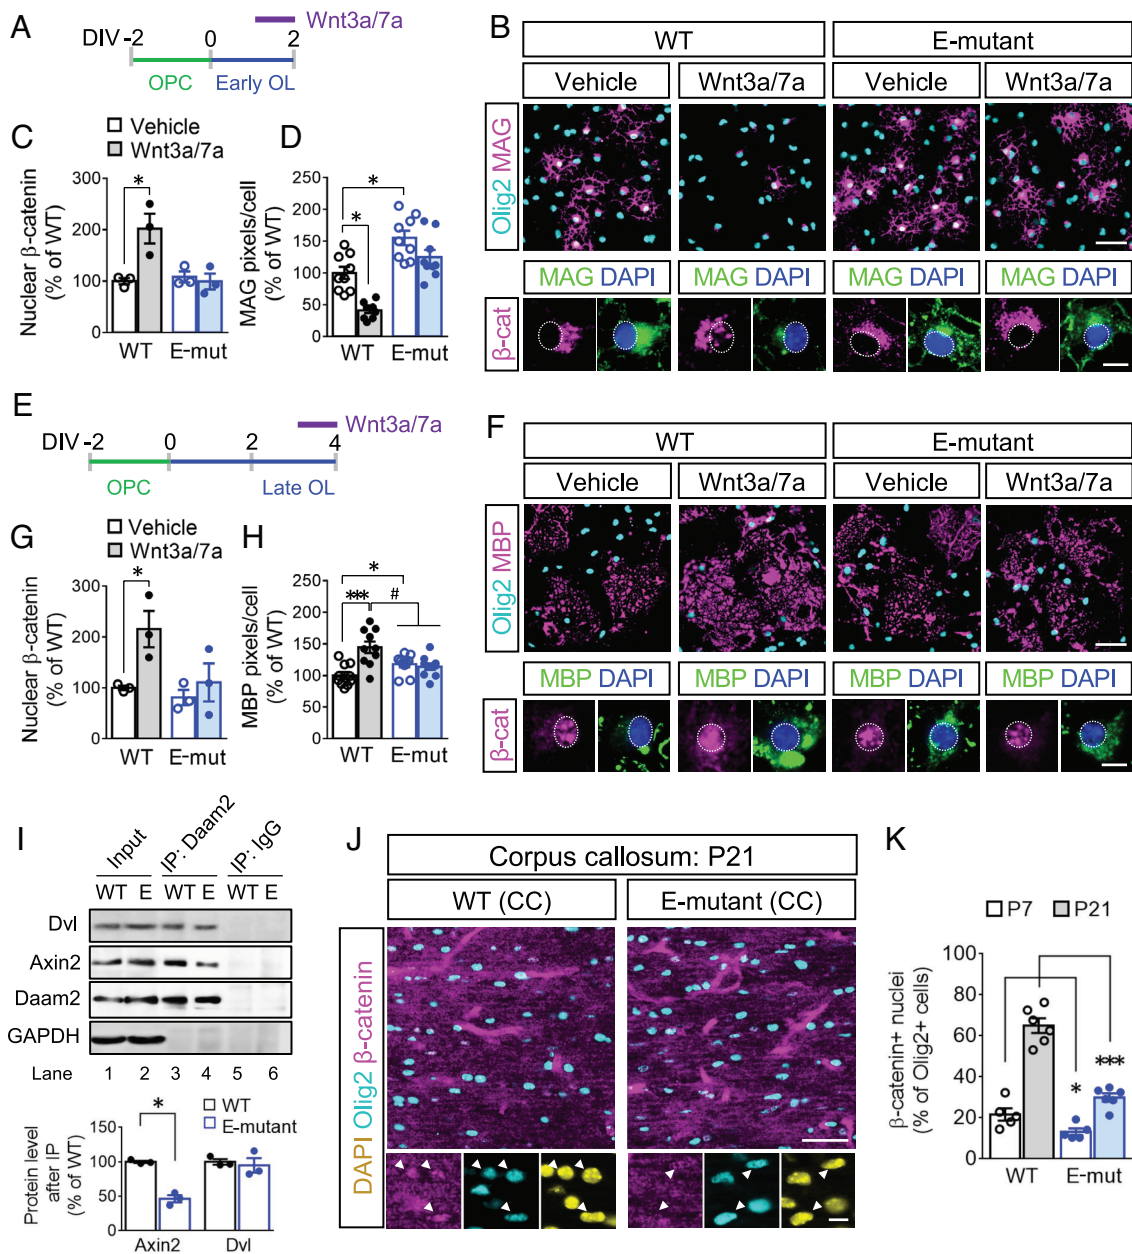 A
Wnt3a/7a
DIV -2 0 2
OPC Early OL
B
WT E-mutant
Vehicle Wnt3a/7a Vehicle Wnt3a/7a
Olig2 MAG
MAG DAPI MAG DAPI MAG DAPI MAG DAPI
β-cat
C
Vehicle
Wnt3a/7a
Nuclear β-catenin
(% of WT)
300
200
100
0
*
WT E-mut
D
MAG pixels/cell
(% of WT)
250
200
150
100
50
0
*
*
WT E-mut
E
Wnt3a/7a
DIV -2 0 2 4
OPC Late OL
F
WT E-mutant
Vehicle Wnt3a/7a Vehicle Wnt3a/7a
Olig2 MBP
MBP DAPI MBP DAPI MBP DAPI MBP DAPI
β-cat
G
Vehicle
Wnt3a/7a
Nuclear β-catenin
(% of WT)
300
200
100
0
*
WT E-mut
H
MBP pixels/cell
(% of WT)
250
200
150
100
50
0
*
*** #
WT E-mut
I
Input IP: Daam2 IP: IgG
WT E WT E WT E
Dvl
Axin2
Daam2
GAPDH
Lane 1 2 3 4 5 6
WT
E-mutant
Protein level
after IP
(% of WT)
150
100
50
0
*
Axin2 Dvl
J
Corpus callosum: P21
WT (CC) E-mutant (CC)
DAPI Olig2 β-catenin
K
P7 P21
β-catenin+ nuclei
(% of Olig2+ cells)
100
80
60
40
20
0
* ***
WT E-mut